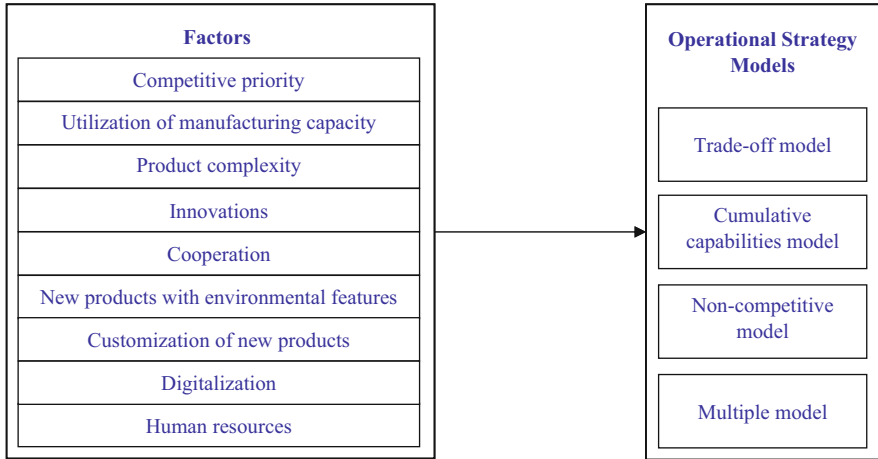 Factors
Competitive priority
Utilization of manufacturing capacity
Product complexity
Innovations
Cooperation
New products with environmental features
Customization of new products
Digitalization
Human resources
Operational Strategy
Models
Trade-off model
Cumulative
capabilities model
Non-competitive
model
Multiple model